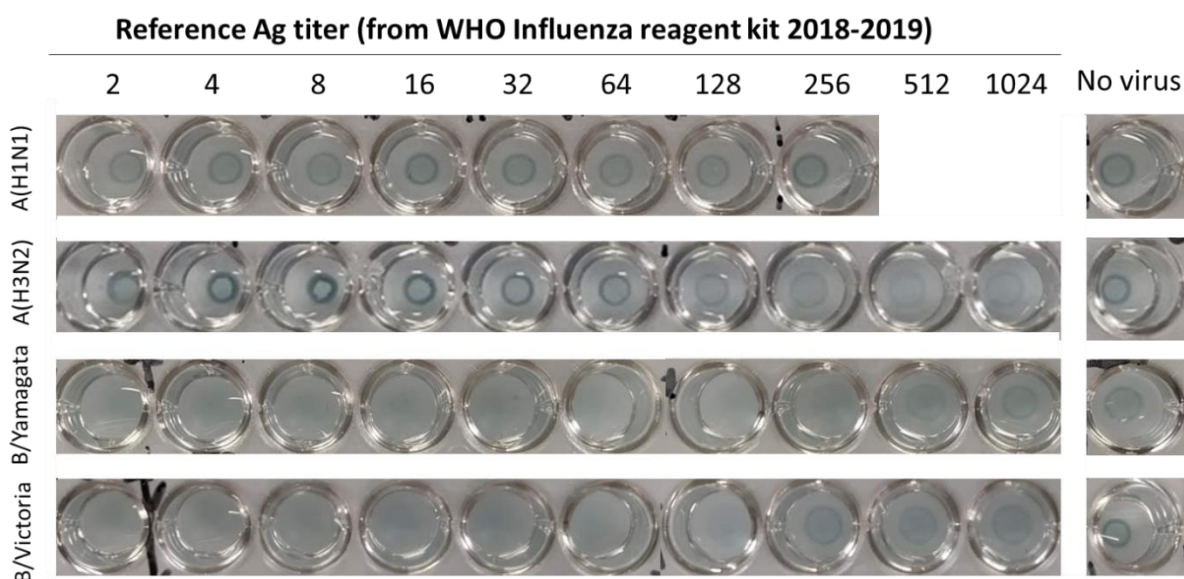 Reference Ag titer (from WHO Influenza reagent kit 2018-2019)
2 4 8 16 32 64 128 256 512 1024 No virus
A(H1N1)
A(H3N2)
B/Yamagata
B/Victoria